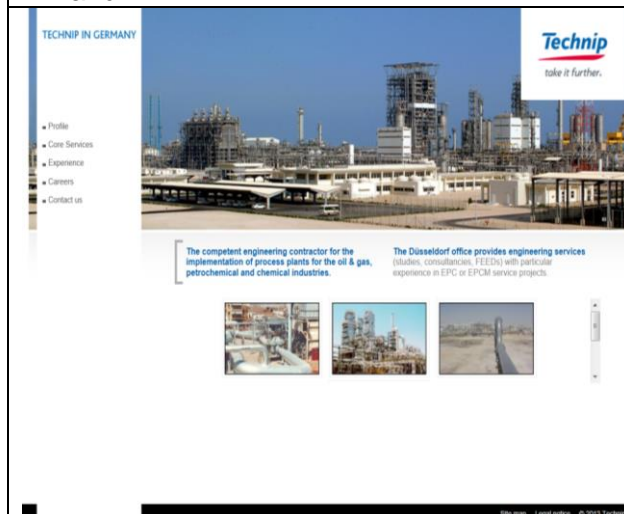 TECHNIP IN GERMANY
Technip
take it further.
Profile
Core Services
Experience
Careers
Contact us
The competent engineering contractor for the
implementation of process plants for the oil & gas,
petrochemical and chemical industries.
The Düsseldorf office provides engineering services
(studies, consultancies, FEEDs) with particular
experience in EPC or EPCM service projects.
Site map Legal notice